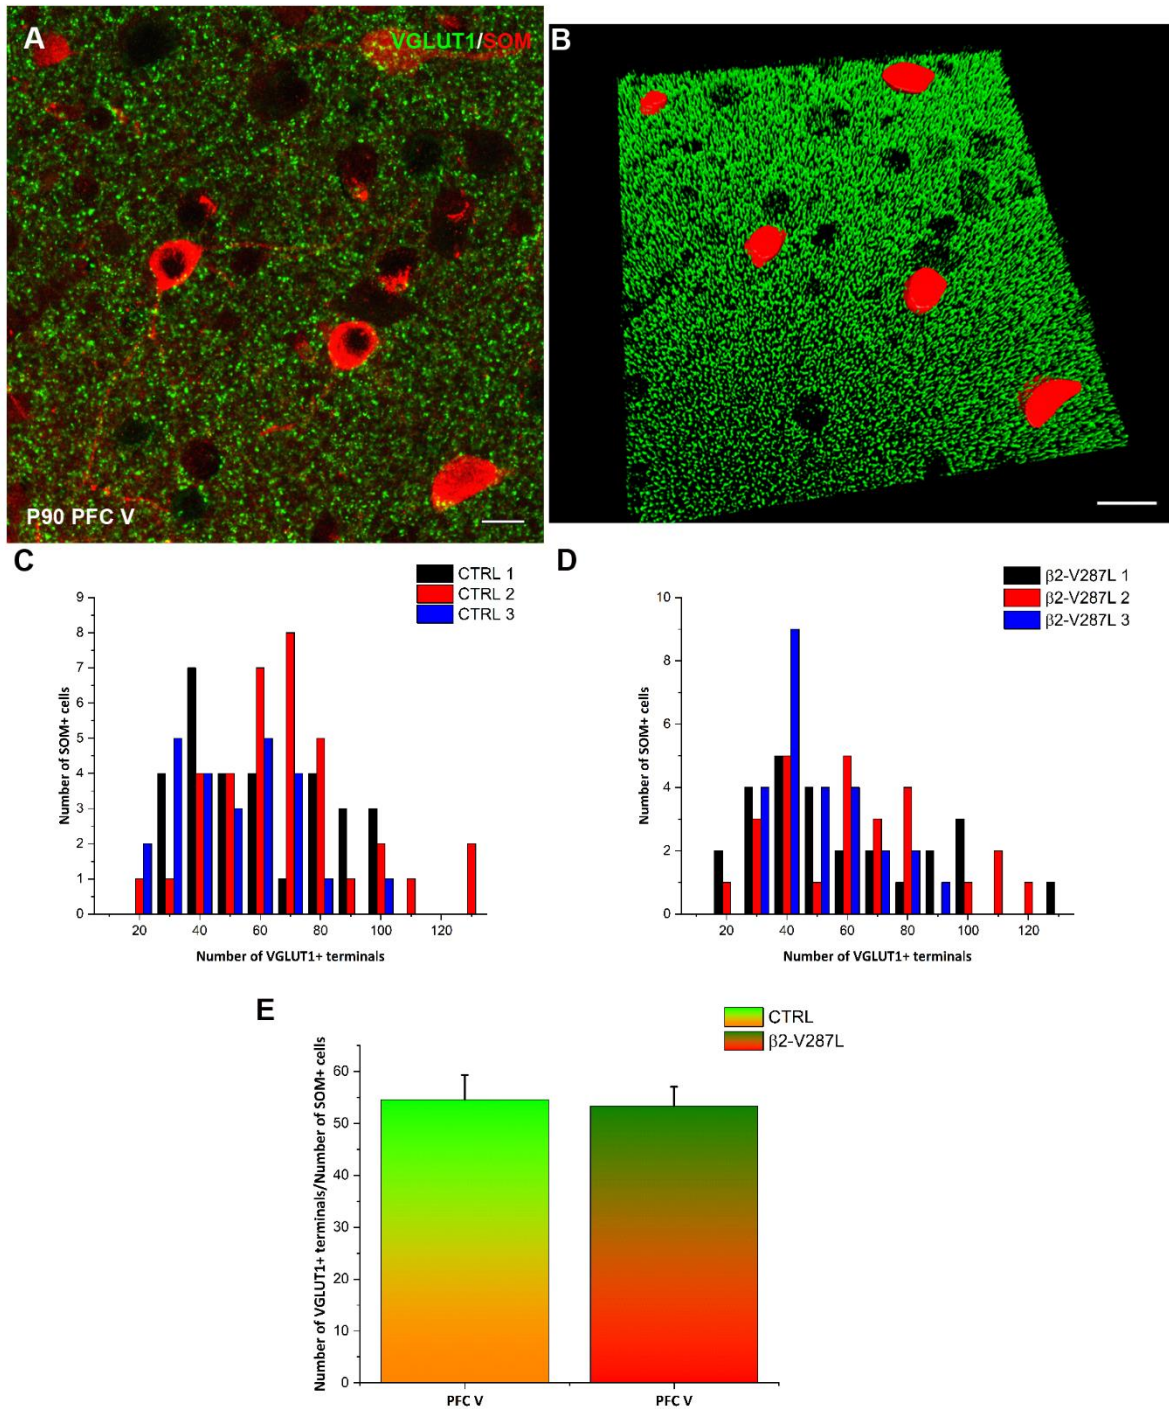 A
VGLUT1/SOM
P90 PFC V
B
C
CTRL 1
CTRL 2
CTRL 3
Number of SOM+ cells
9
8
7
6
5
4
3
2
1
0
20 40 60 80 100 120
Number of VGLUT1+ terminals
D
β2-V287L 1
β2-V287L 2
β2-V287L 3
Number of SOM+ cells
10
8
6
4
2
0
20 40 60 80 100 120
Number of VGLUT1+ terminals
E
CTRL
β2-V287L
Number of VGLUT1+ terminals/Number of SOM+ cells
60
50
40
30
20
10
0
PFC V PFC V